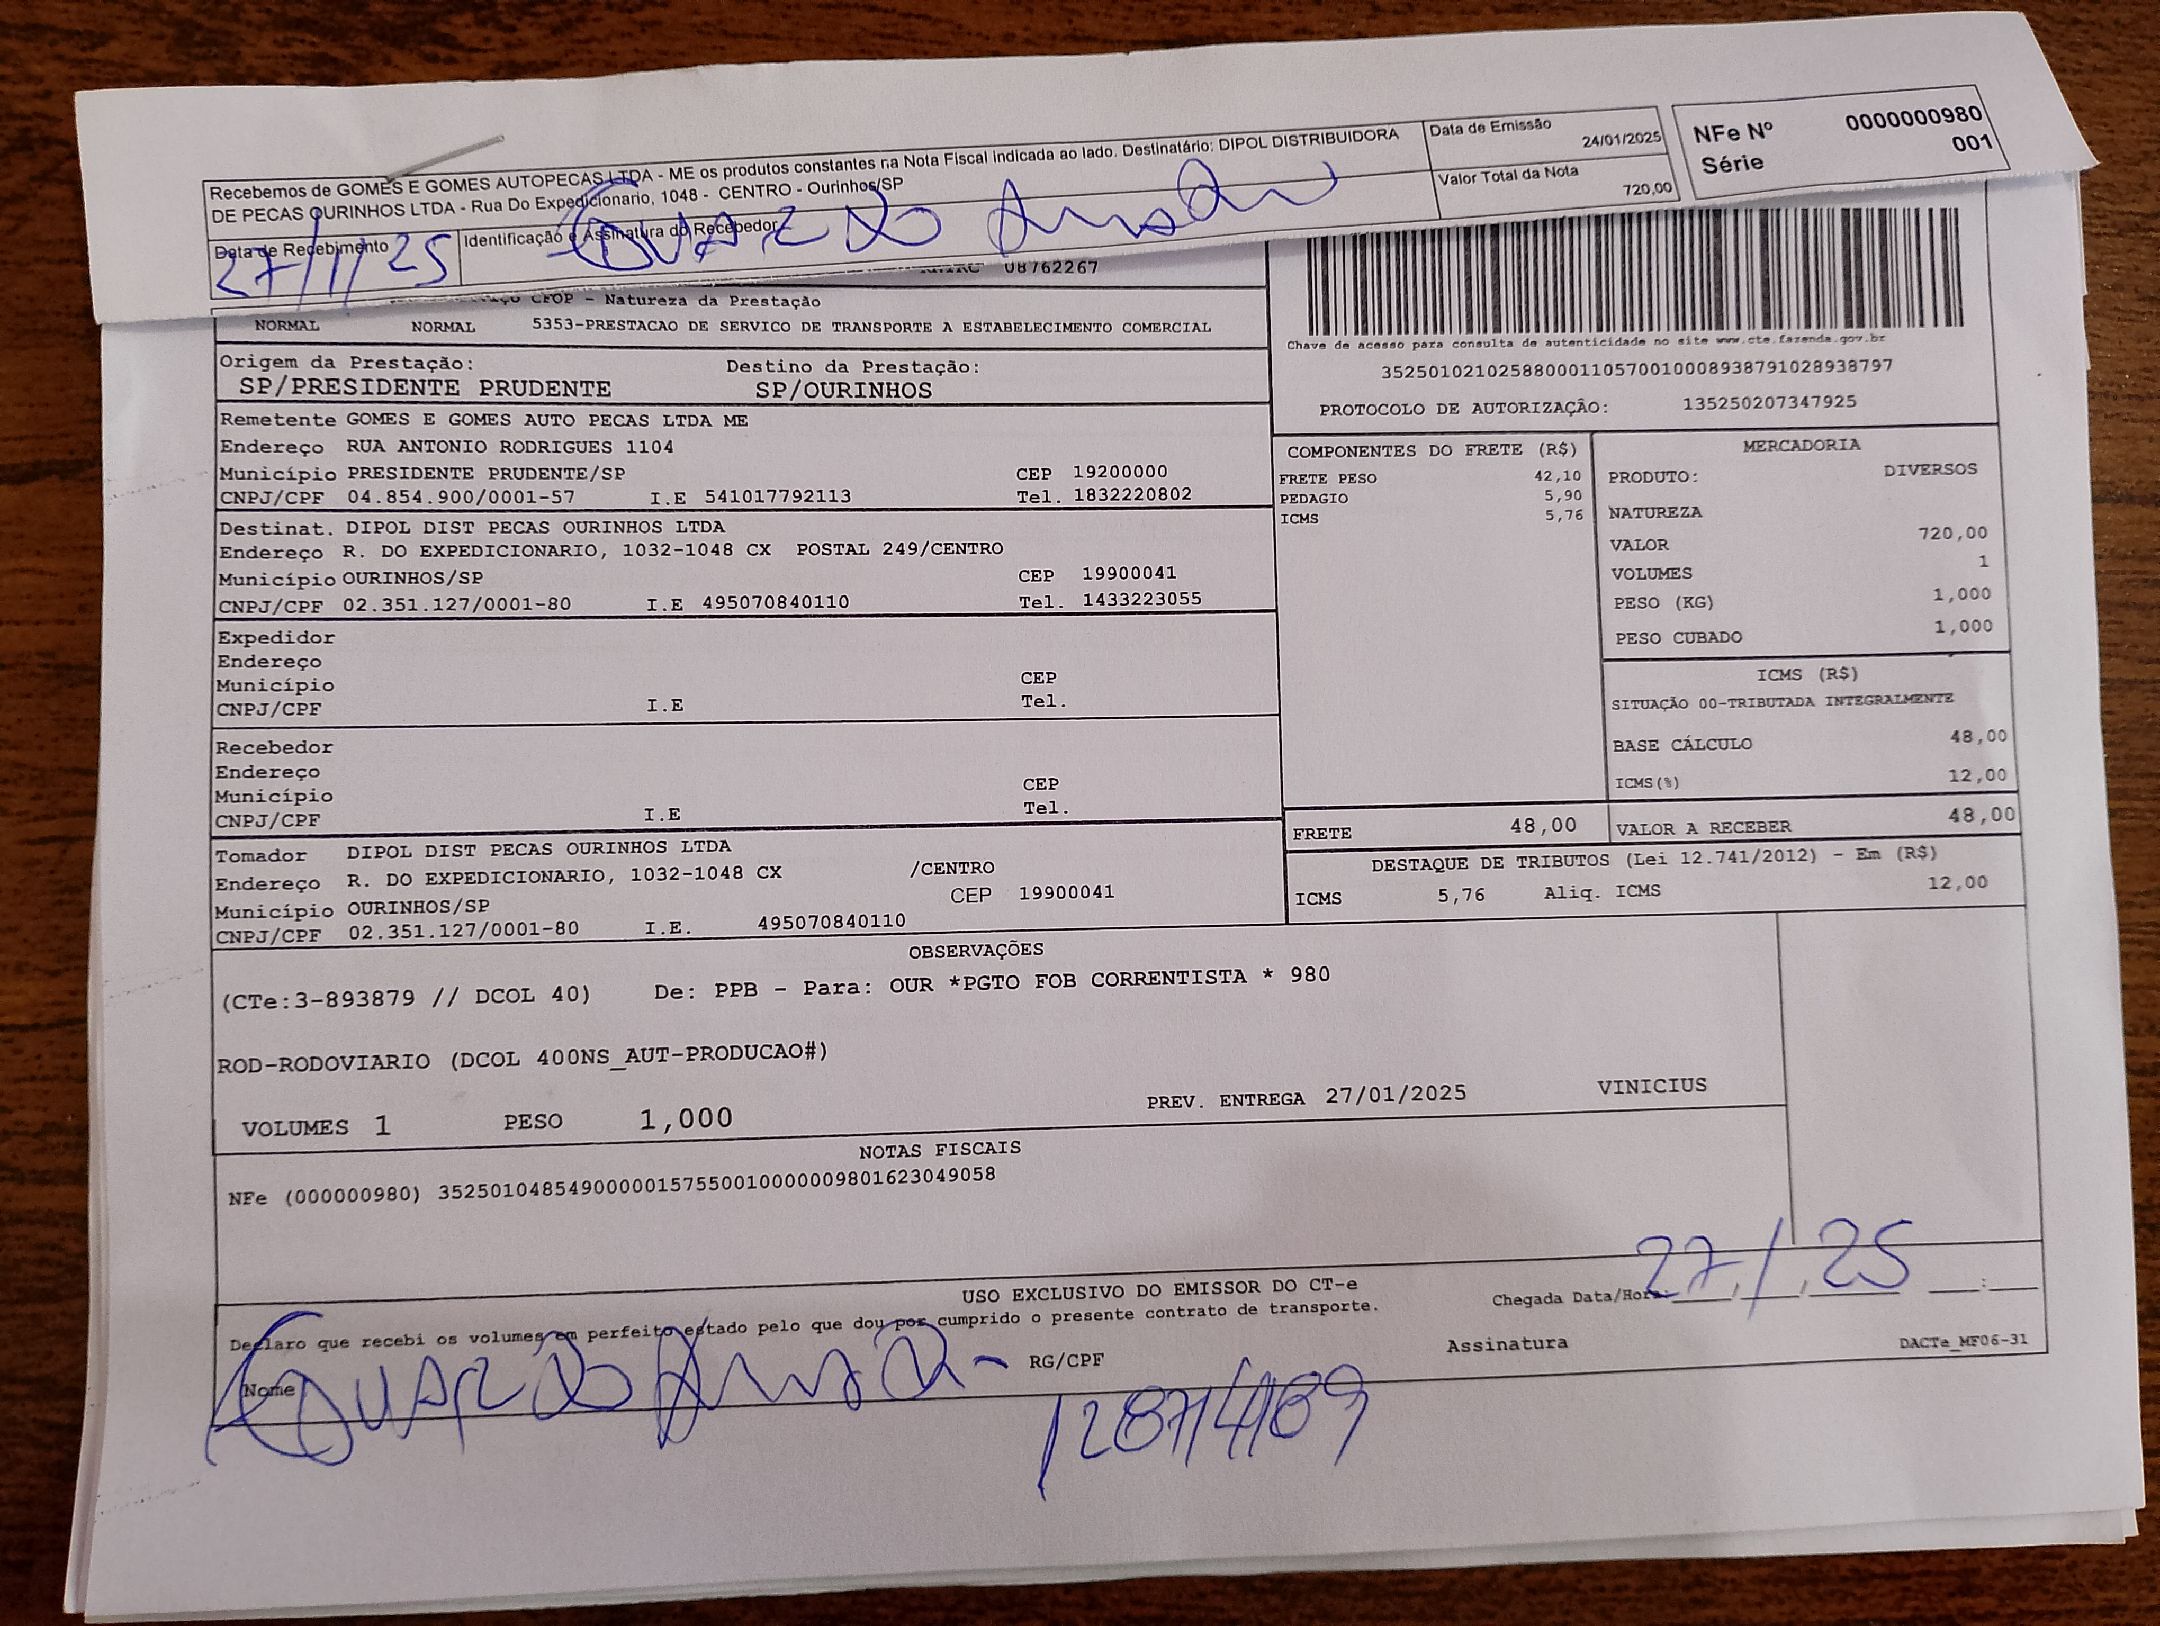 Recebemos de GOMES E GOMES AUTOPECAS LTDA - ME os produtos constantes na Nota Fiscal indicada ao lado. Destinatário: DIPOL DISTRIBUIDORA
DE PECAS OURINHOS LTDA - Rua Do Expedicionario, 1048 - CENTRO - Ourinhos/SP
Data de Emissão
24/01/2025
Valor Total da Nota
720,00
NFe Nº 0000000980
Série 001
Data de Recebimento
27/1/25
Identificação e Assinatura do Recebedor
08762267
CFOP - Natureza da Prestação
NORMAL NORMAL 5353-PRESTACAO DE SERVICO DE TRANSPORTE A ESTABELECIMENTO COMERCIAL
Chave de acesso para consulta de autenticidade no site www.cte.fazenda.gov.br
35250102102588000110570010008938791028938797
PROTOCOLO DE AUTORIZAÇÃO: 135250207347925
Origem da Prestação: Destino da Prestação:
SP/PRESIDENTE PRUDENTE SP/OURINHOS
Remetente GOMES E GOMES AUTO PECAS LTDA ME
Endereço RUA ANTONIO RODRIGUES 1104
Município PRESIDENTE PRUDENTE/SP CEP 19200000
CNPJ/CPF 04.854.900/0001-57 I.E 541017792113 Tel. 1832220802
Destinat. DIPOL DIST PECAS OURINHOS LTDA
Endereço R. DO EXPEDICIONARIO, 1032-1048 CX POSTAL 249/CENTRO
Município OURINHOS/SP CEP 19900041
CNPJ/CPF 02.351.127/0001-80 I.E 495070840110 Tel. 1433223055
Expedidor
Endereço
Município CEP
CNPJ/CPF I.E Tel.
Recebedor
Endereço
Município CEP
CNPJ/CPF I.E Tel.
Tomador DIPOL DIST PECAS OURINHOS LTDA
Endereço R. DO EXPEDICIONARIO, 1032-1048 CX /CENTRO
Município OURINHOS/SP CEP 19900041
CNPJ/CPF 02.351.127/0001-80 I.E. 495070840110
COMPONENTES DO FRETE (R$)
FRETE PESO 42,10
PEDAGIO 5,90
ICMS 5,76
MERCADORIA
PRODUTO: DIVERSOS
NATUREZA
VALOR 720,00
VOLUMES 1
PESO (KG) 1,000
PESO CUBADO 1,000
ICMS (R$)
SITUAÇÃO 00-TRIBUTADA INTEGRALMENTE
BASE CÁLCULO 48,00
ICMS(%) 12,00
FRETE 48,00 VALOR A RECEBER 48,00
DESTAQUE DE TRIBUTOS (Lei 12.741/2012) - Em (R$)
ICMS 5,76 Aliq. ICMS 12,00
OBSERVAÇÕES
(CTe:3-893879 // DCOL 40) De: PPB - Para: OUR *PGTO FOB CORRENTISTA * 980
ROD-RODOVIARIO (DCOL 400NS_AUT-PRODUCAO#)
VOLUMES 1 PESO 1,000 PREV. ENTREGA 27/01/2025 VINICIUS
NOTAS FISCAIS
NFe (000000980) 35250104854900000157550010000009801623049058
USO EXCLUSIVO DO EMISSOR DO CT-e
Declaro que recebi os volumes em perfeito estado pelo que dou por cumprido o presente contrato de transporte.
Chegada Data/Hora: 27/25
Nome RG/CPF Assinatura DACTe_MF06-31